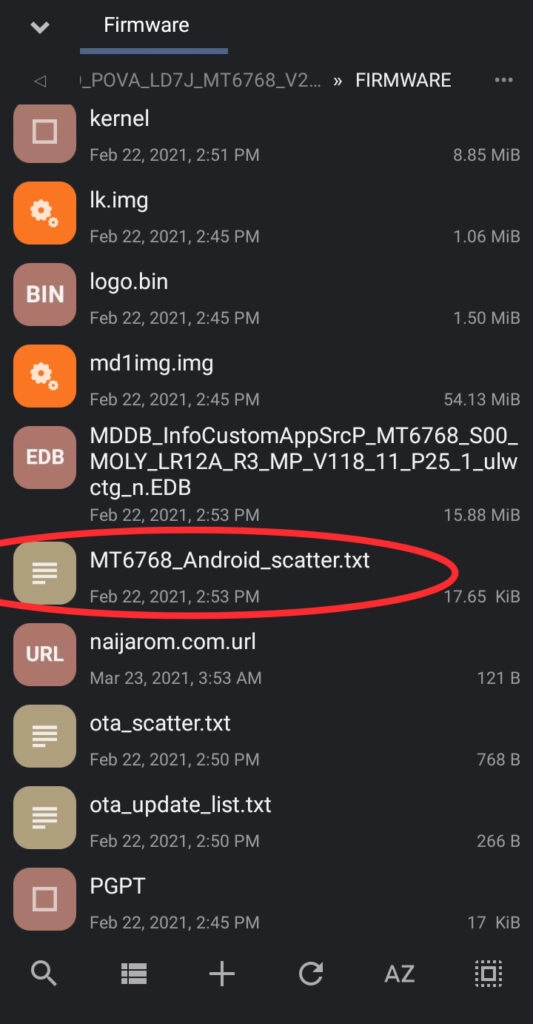 Firmware
_POVA_LD7J_MT6768_V2... » FIRMWARE
kernel
Feb 22, 2021, 2:51 PM 8.85 MiB
lk.img
Feb 22, 2021, 2:45 PM 1.06 MiB
BIN
logo.bin
Feb 22, 2021, 2:45 PM 1.50 MiB
md1img.img
Feb 22, 2021, 2:45 PM 54.13 MiB
EDB
MDDB_InfoCustomAppSrcP_MT6768_S00_
MOLY_LR12A_R3_MP_V118_11_P25_1_ulw
ctg_n.EDB
Feb 22, 2021, 2:53 PM 15.88 MiB
MT6768_Android_scatter.txt
Feb 22, 2021, 2:53 PM 17.65 KiB
URL
naijarom.com.url
Mar 23, 2021, 3:53 AM 121 B
ota_scatter.txt
Feb 22, 2021, 2:50 PM 768 B
ota_update_list.txt
Feb 22, 2021, 2:50 PM 266 B
PGPT
Feb 22, 2021, 2:45 PM 17 KiB
AZ